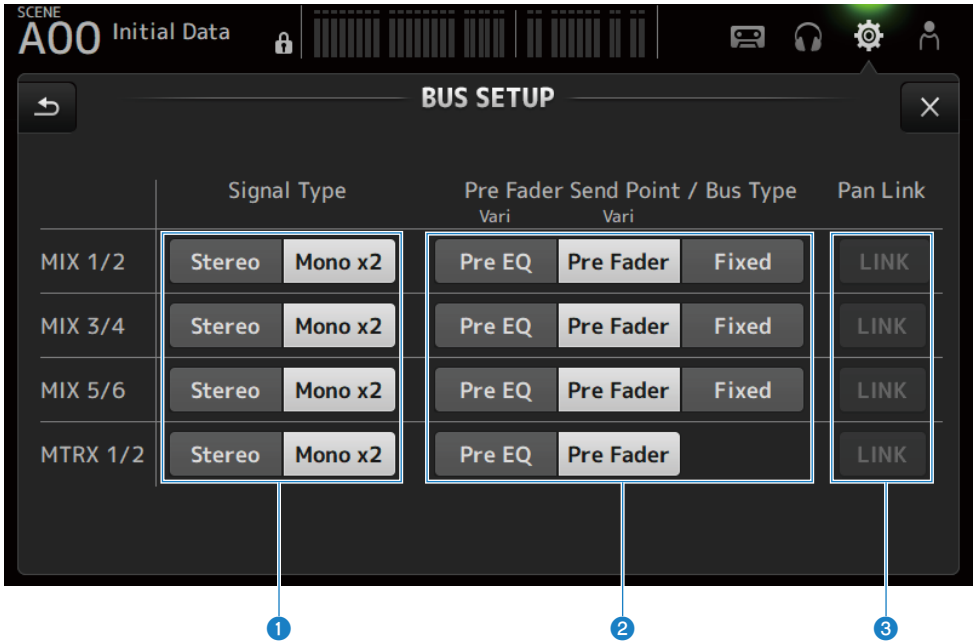 SCENE
A00 Initial Data
BUS SETUP
Signal Type
Pre Fader Send Point / Bus Type
Pan Link
Vari Vari
MIX 1/2 Stereo Mono x2 Pre EQ Pre Fader Fixed LINK
MIX 3/4 Stereo Mono x2 Pre EQ Pre Fader Fixed LINK
MIX 5/6 Stereo Mono x2 Pre EQ Pre Fader Fixed LINK
MTRX 1/2 Stereo Mono x2 Pre EQ Pre Fader LINK
1 2 3